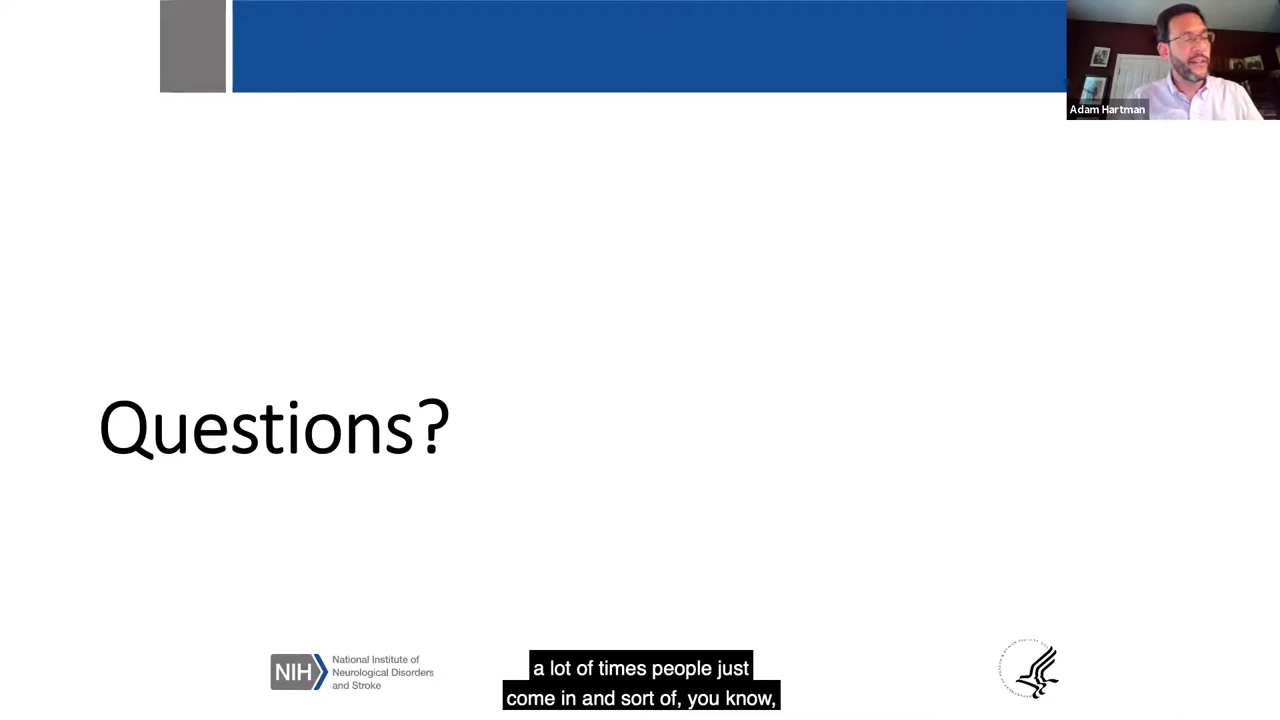 Adam Hartman
Questions?
NIH
National Institute of
Neurological Disorders
and Stroke
a lot of times people just
come in and sort of, you know,